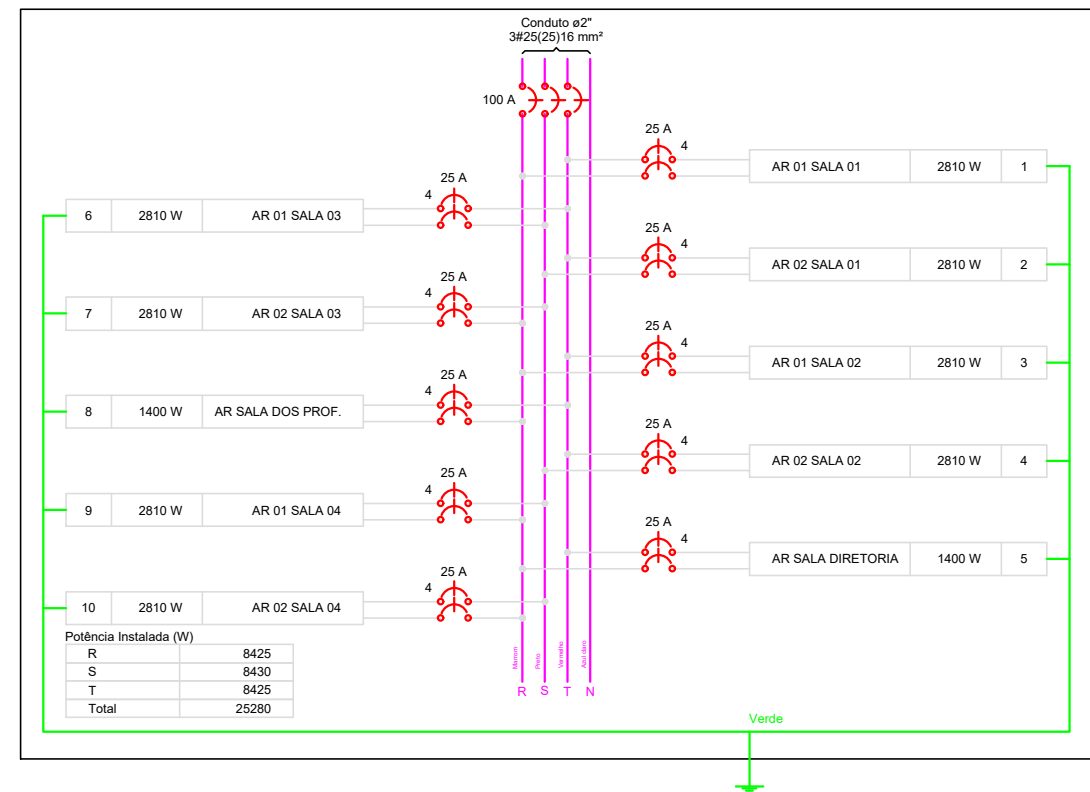 Conduto ø2"
3#25(25)16 mm²
100 A
25 A
4
AR 01 SALA 01 2810 W 1
25 A
4
6 2810 W AR 01 SALA 03
25 A
4
AR 02 SALA 01 2810 W 2
25 A
4
7 2810 W AR 02 SALA 03
25 A
4
AR 01 SALA 02 2810 W 3
25 A
4
8 1400 W AR SALA DOS PROF.
25 A
4
AR 02 SALA 02 2810 W 4
25 A
4
9 2810 W AR 01 SALA 04
25 A
4
AR SALA DIRETORIA 1400 W 5
25 A
4
10 2810 W AR 02 SALA 04
Potência Instalada (W)
R 8425
S 8430
T 8425
Total 25280
Marrom
Preto
Vermelho
Azul claro
R S T N
Verde